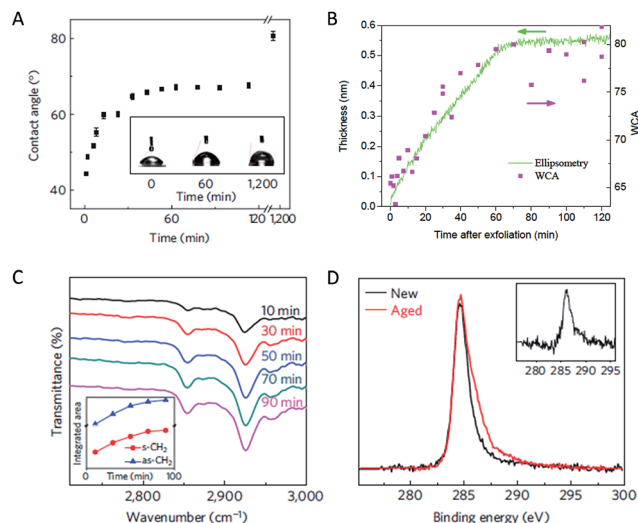 A
Contact angle (°)
80
60
40
0
60
120
1,200
Time (min)
0
60
1,200
Time (min)
B
Thickness (nm)
0.6
0.5
0.4
0.3
0.2
0.1
0.0
0
20
40
60
80
100
120
Time after exfoliation (min)
80
75
70
65
WCA
Ellipsometry
WCA
C
Transmittance (%)
10 min
30 min
50 min
70 min
90 min
Integrated area
s-CH2
as-CH2
0
Time (min)
100
2,800
2,900
3,000
Wavenumber (cm⁻¹)
D
New
Aged
275
280
285
290
295
280
285
290
295
300
Binding energy (eV)